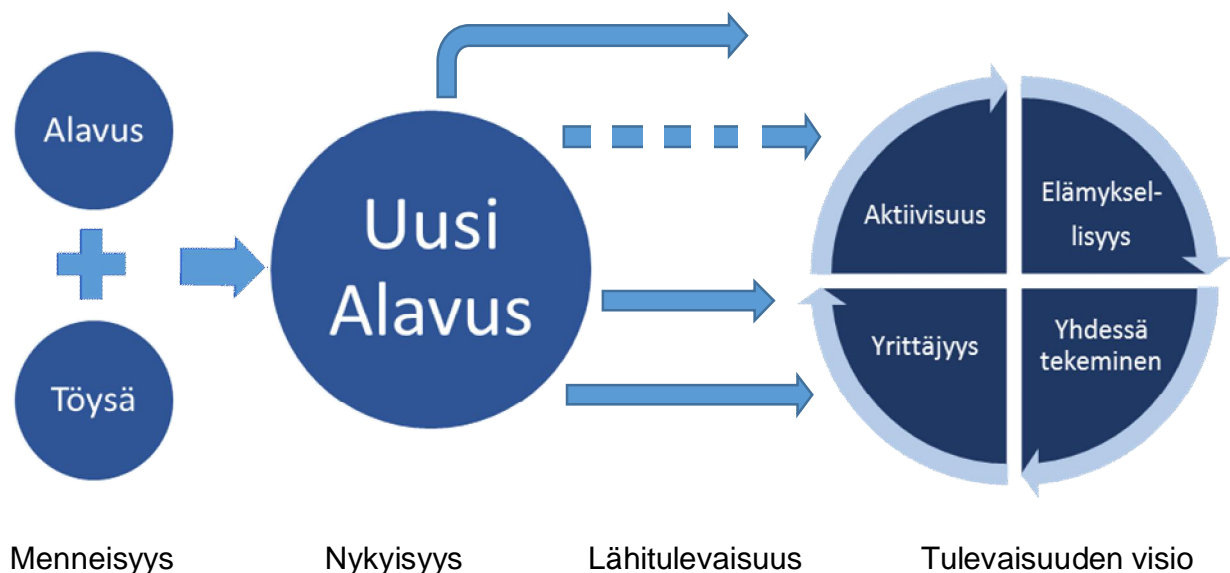 Alavus
Töysä
Uusi
Alavus
Aktiivisuus
Elämyksel-
lisyys
Yrittäjyys
Yhdessä
tekeminen
Menneisyys
Nykyisyys
Lähitulevaisuus
Tulevaisuuden visio